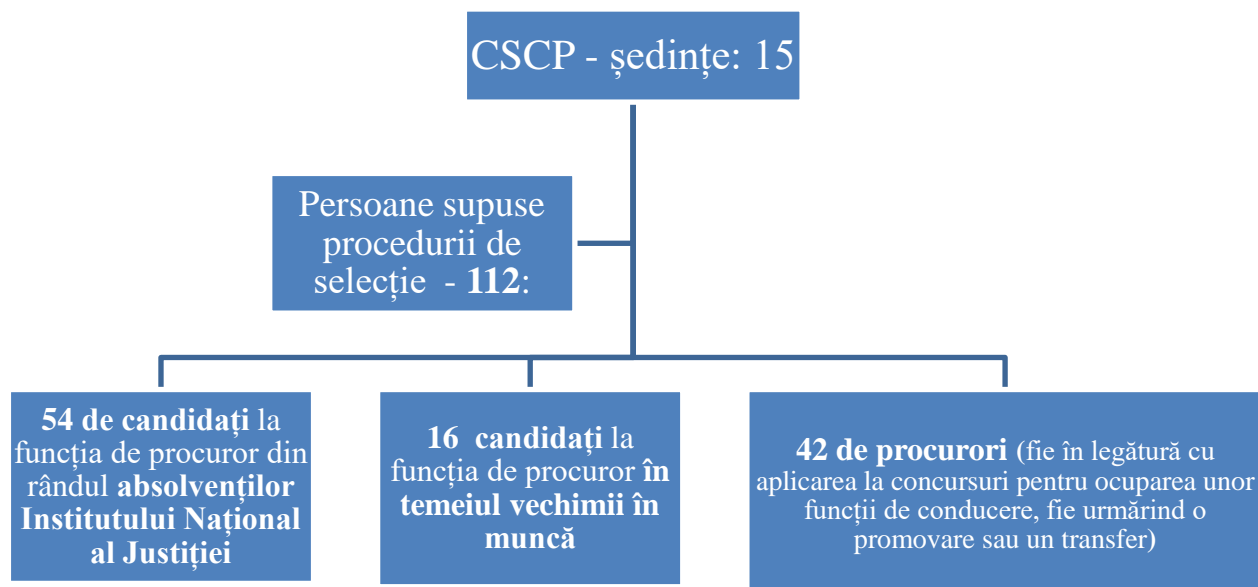 CSCP - ședințe: 15
Persoane supuse
procedurii de
selecție - 112:
54 de candidați la
funcția de procuror din
rândul absolvenților
Institutului Național
al Justiției
16 candidați la
funcția de procuror în
temeiul vechimii în
muncă
42 de procurori (fie în legătură cu
aplicarea la concursuri pentru ocuparea unor
funcții de conducere, fie urmărind o
promovare sau un transfer)